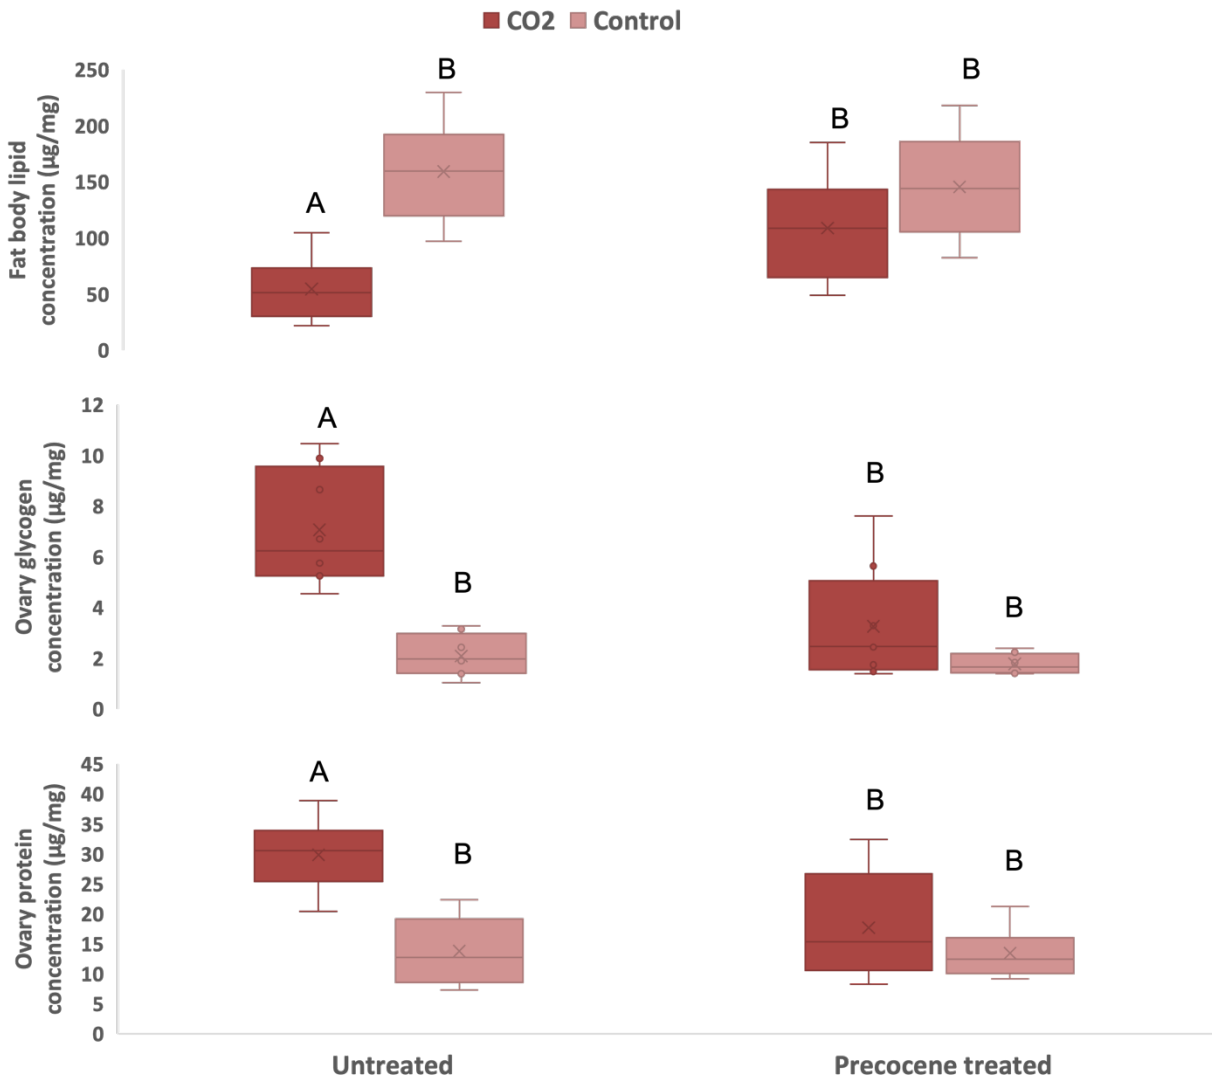 CO2 Control
Fat body lipid
concentration (µg/mg)
250
200
150
100
50
0
A
B
B
B
Ovary glycogen
concentration (µg/mg)
12
10
8
6
4
2
0
A
B
B
B
Ovary protein
concentration (µg/mg)
45
40
35
30
25
20
15
10
5
0
A
B
B
B
Untreated
Precocene treated